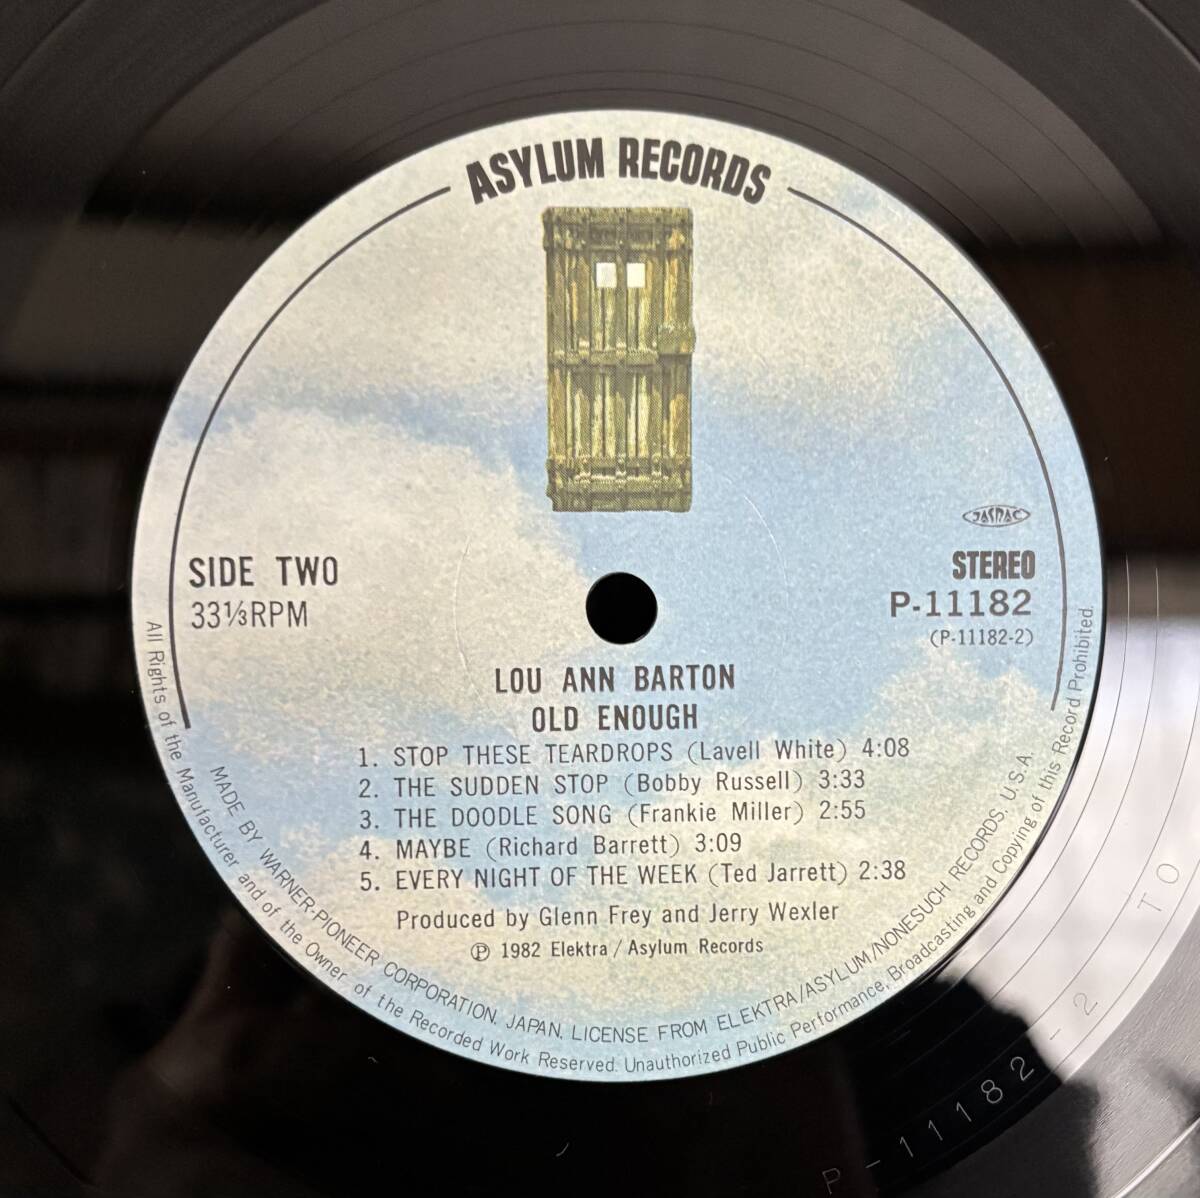 ASYLUM RECORDS
JASRAC
SIDE TWO
33⅓RPM
STEREO
P-11182
(P-11182-2)
LOU ANN BARTON
OLD ENOUGH
1. STOP THESE TEARDROPS (Lavell White) 4:08
2. THE SUDDEN STOP (Bobby Russell) 3:33
3. THE DOODLE SONG (Frankie Miller) 2:55
4. MAYBE (Richard Barrett) 3:09
5. EVERY NIGHT OF THE WEEK (Ted Jarrett) 2:38
Produced by Glenn Frey and Jerry Wexler
℗ 1982 Elektra / Asylum Records
MADE BY WARNER-PIONEER CORPORATION, JAPAN, LICENSE FROM ELEKTRA/ASYLUM/NONESUCH RECORDS, U.S.A.
All Rights of the Manufacturer and of the Owner of the Recorded Work Reserved. Unauthorized Public Performance, Broadcasting and Copying of this Record Prohibited.
P-11182-2 TO